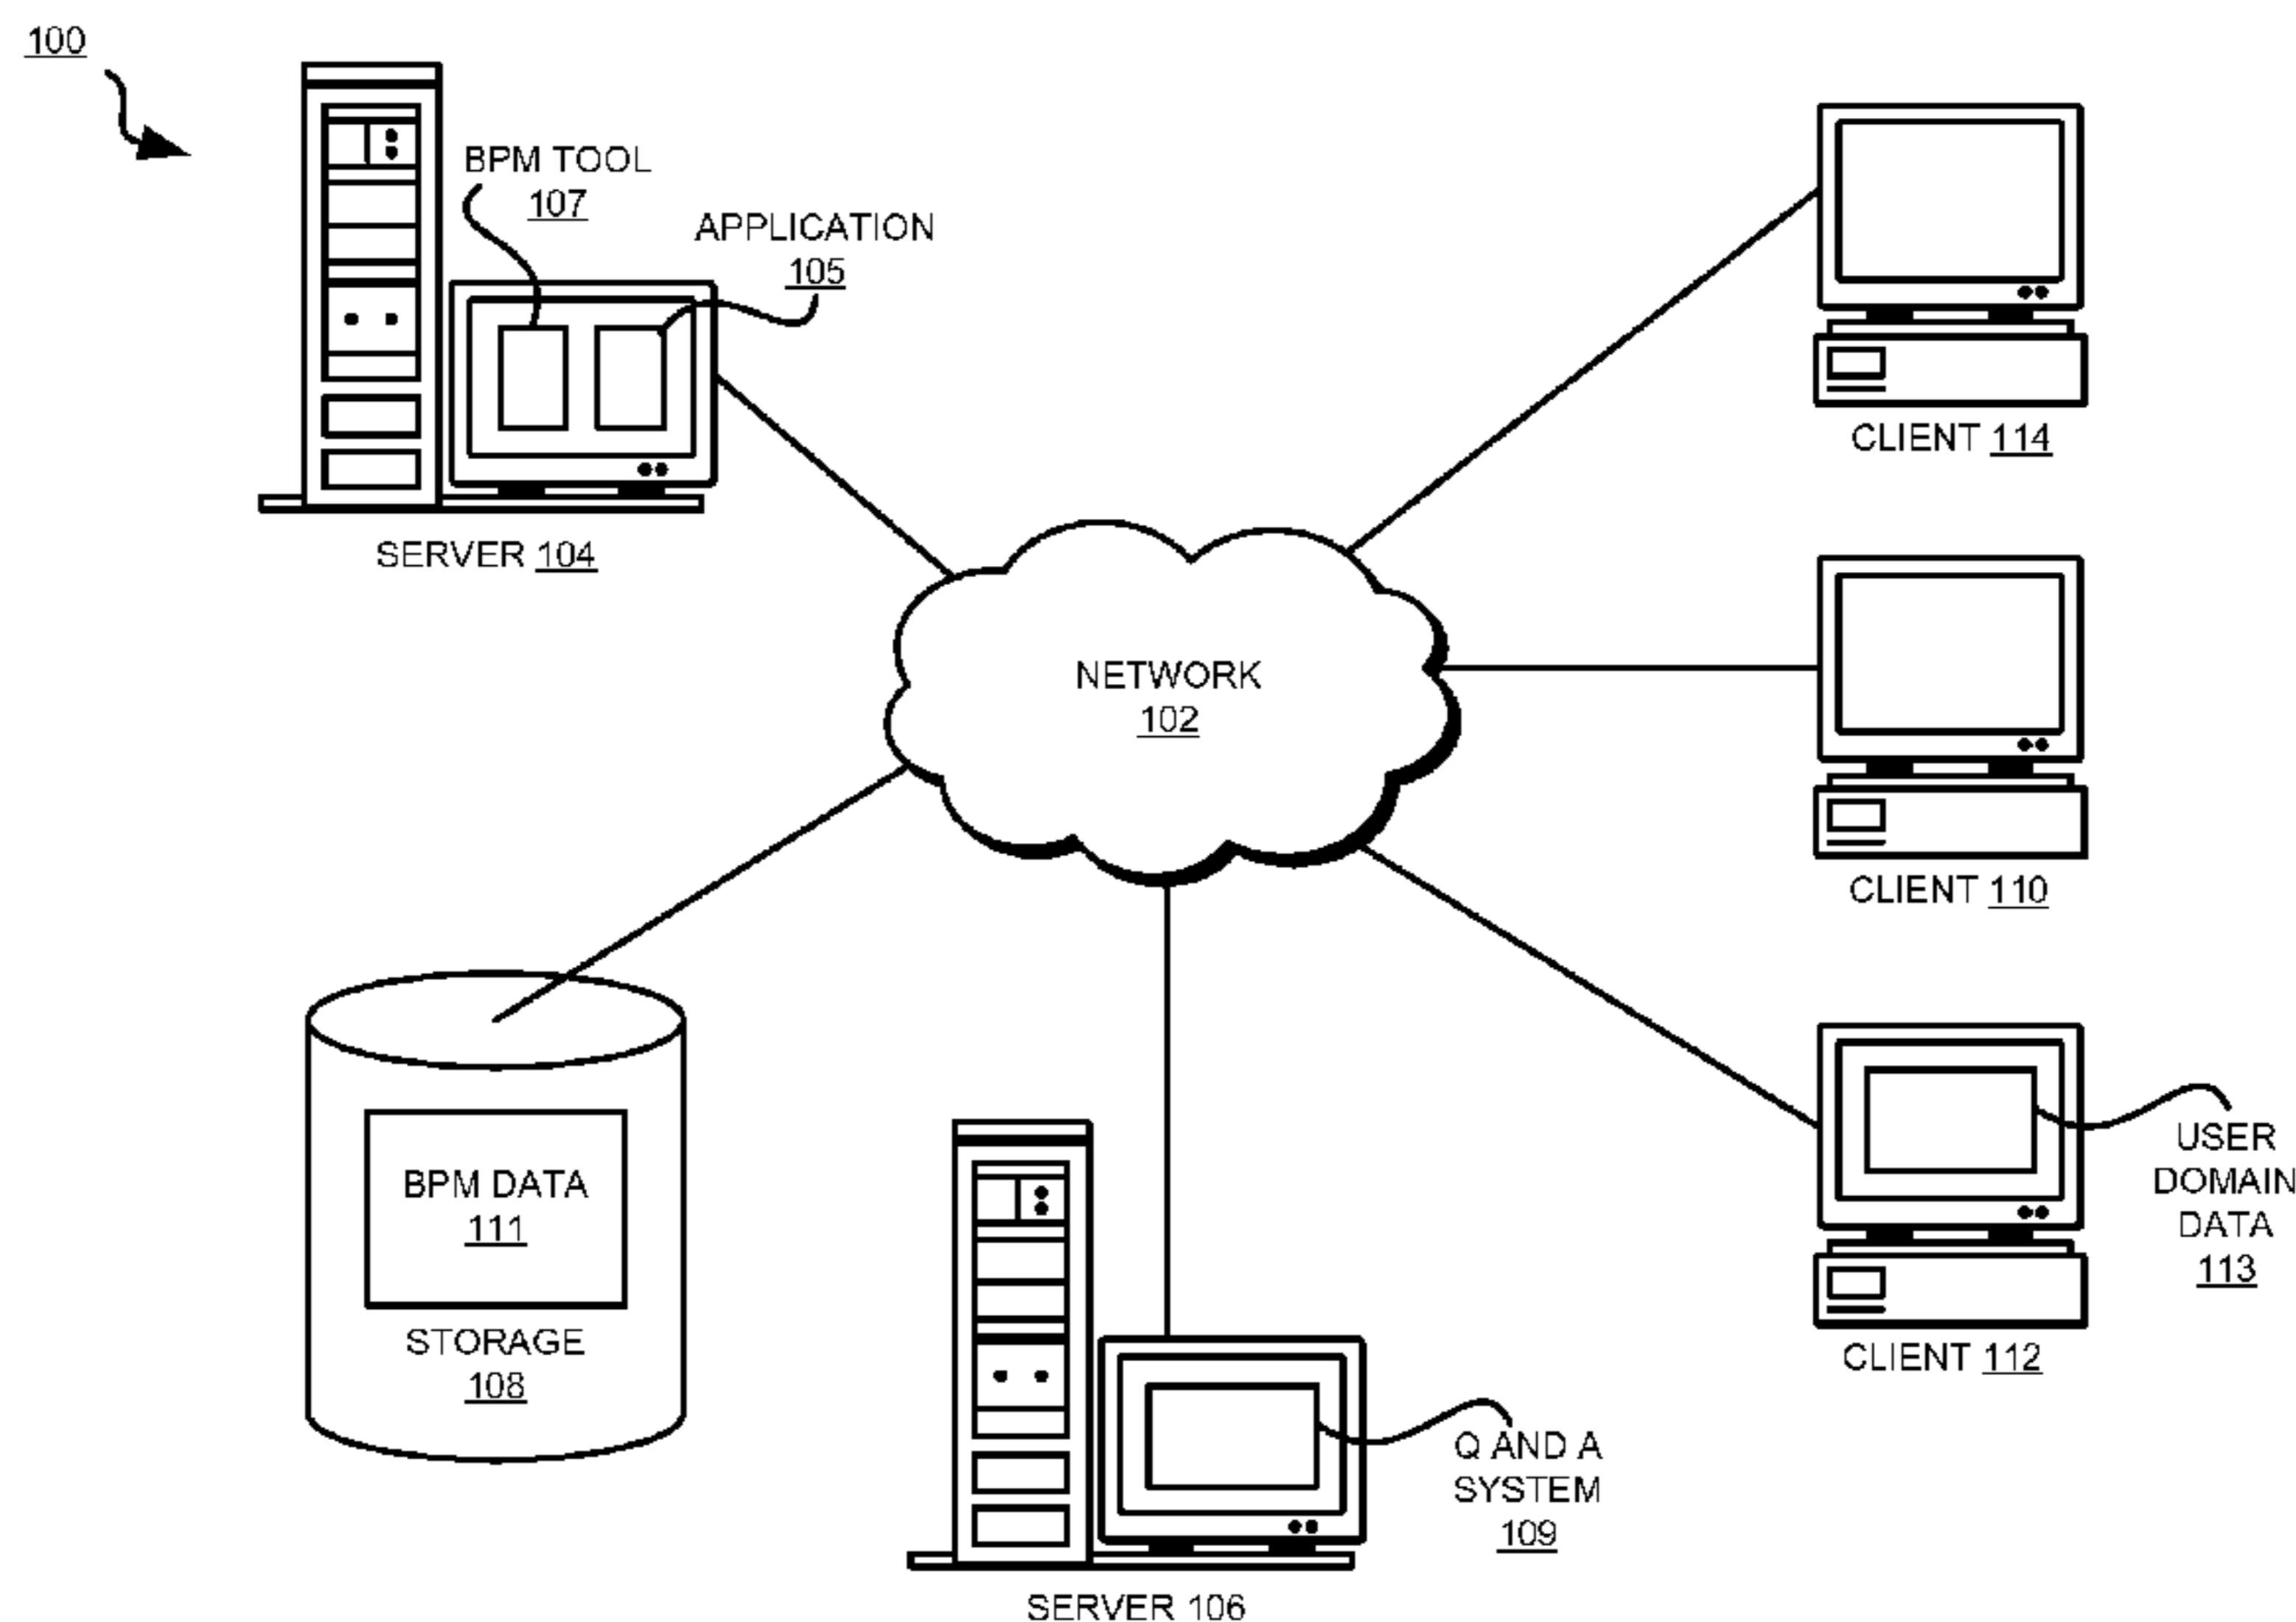 100
BPM TOOL
107
APPLICATION
105
SERVER 104
CLIENT 114
NETWORK
102
CLIENT 110
BPM DATA
111
STORAGE
108
USER
DOMAIN
DATA
113
CLIENT 112
Q AND A
SYSTEM
109
SERVER 106